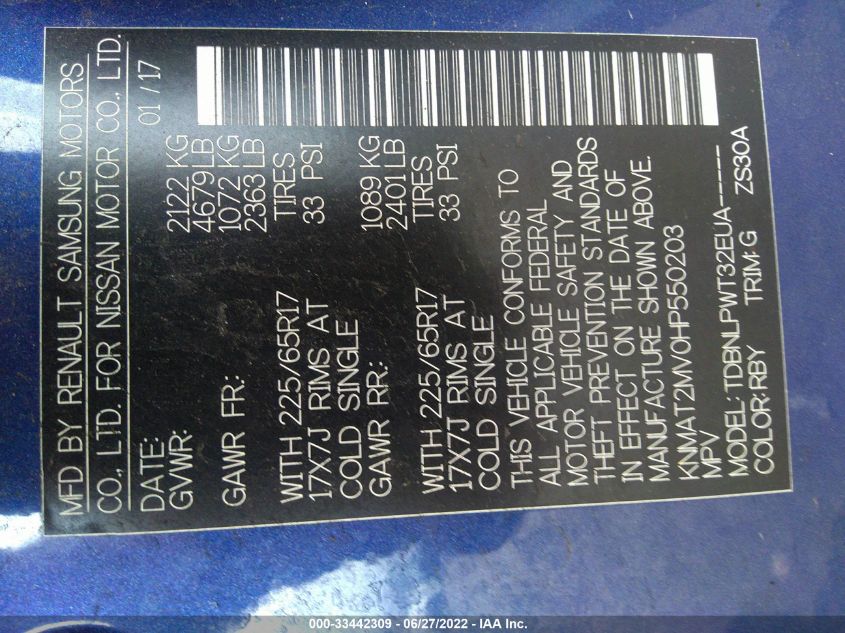 MFD BY RENAULT SAMSUNG MOTORS
CO., LTD. FOR NISSAN MOTOR CO., LTD.
DATE: 01 / 17
GVWR: 2122 KG
4679 LB
GAWR FR: 1072 KG
2363 LB
WITH 225/65R17 TIRES
17X7J RIMS AT 33 PSI
COLD SINGLE
GAWR RR: 1089 KG
2401 LB
WITH 225/65R17 TIRES
17X7J RIMS AT 33 PSI
COLD SINGLE
THIS VEHICLE CONFORMS TO
ALL APPLICABLE FEDERAL
MOTOR VEHICLE SAFETY AND
THEFT PREVENTION STANDARDS
IN EFFECT ON THE DATE OF
MANUFACTURE SHOWN ABOVE.
KNMAT2MV0HP550203
MPV
MODEL: TDBNLPWT32EUA-----
COLOR: RBY TRIM: G ZS30A
000-33442309 - 06/27/2022 - IAA Inc.